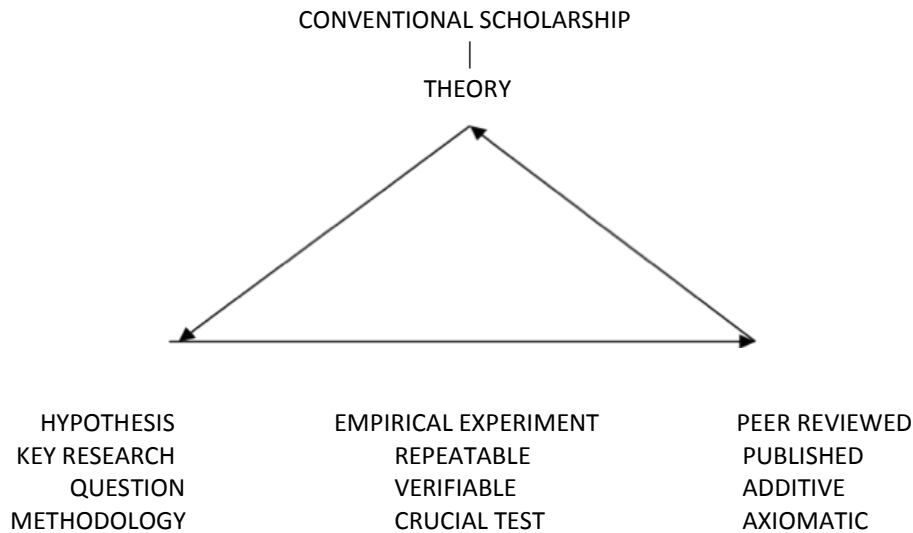 CONVENTIONAL SCHOLARSHIP
THEORY
HYPOTHESIS
KEY RESEARCH
QUESTION
METHODOLOGY
EMPIRICAL EXPERIMENT
REPEATABLE
VERIFIABLE
CRUCIAL TEST
PEER REVIEWED
PUBLISHED
ADDITIVE
AXIOMATIC